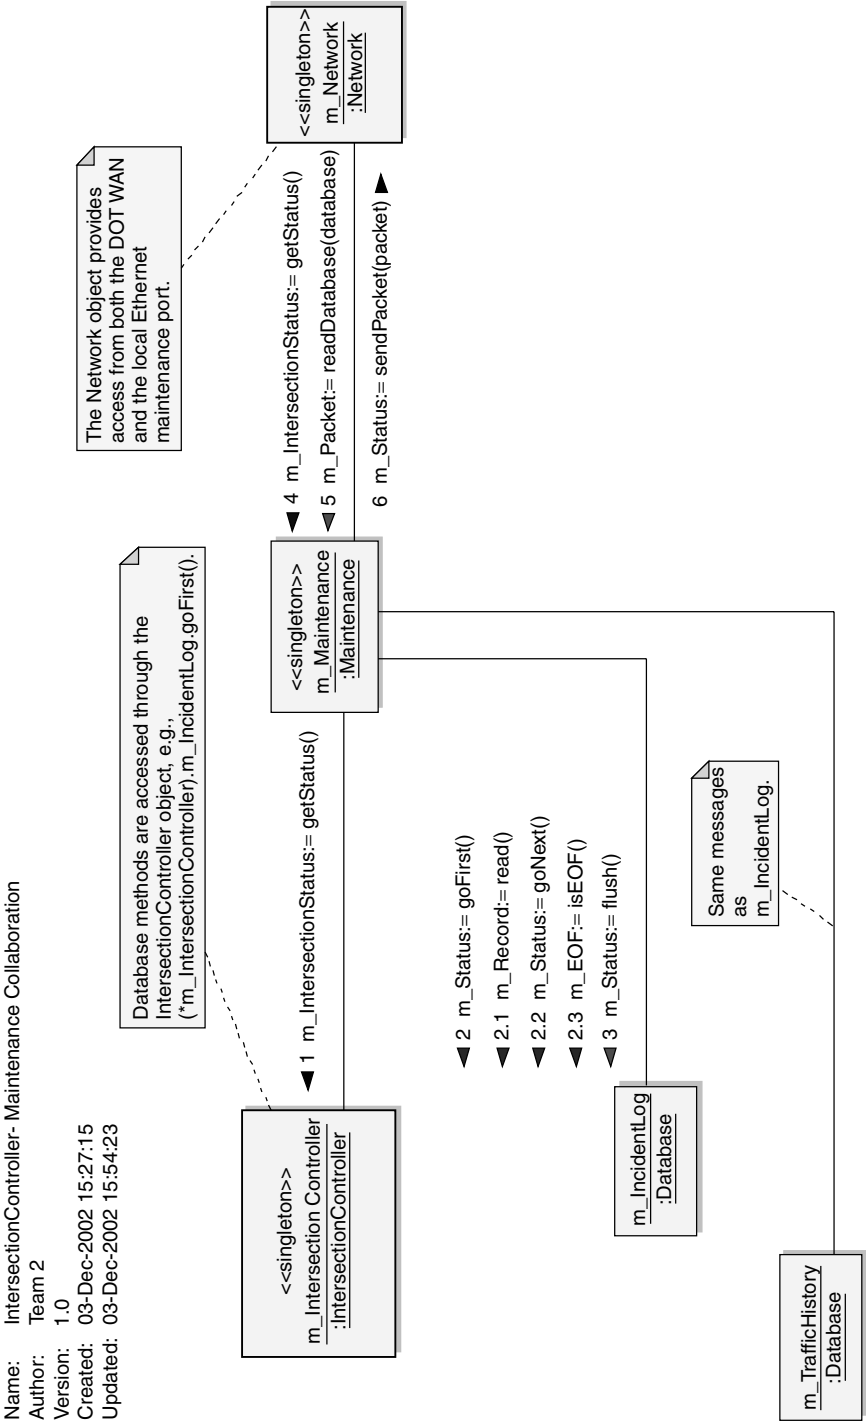 Name: IntersectionController- Maintenance Collaboration
Author: Team 2
Version: 1.0
Created: 03-Dec-2002 15:27:15
Updated: 03-Dec-2002 15:54:23
Database methods are accessed through the
IntersectionController object, e.g.,
(*m_IntersectionController).m_IncidentLog.goFirst().
The Network object provides
access from both the DOT WAN
and the local Ethernet
maintenance port.
<<singleton>>
m_Intersection Controller
:IntersectionController
1 m_IntersectionStatus:= getStatus()
<<singleton>>
m_Maintenance
:Maintenance
4 m_IntersectionStatus:= getStatus()
5 m_Packet:= readDatabase(database)
6 m_Status:= sendPacket(packet)
<<singleton>>
m_Network
:Network
2 m_Status:= goFirst()
2.1 m_Record:= read()
2.2 m_Status:= goNext()
2.3 m_EOF:= isEOF()
3 m_Status:= flush()
m_IncidentLog
:Database
Same messages
as
m_IncidentLog.
m_TrafficHistory
:Database